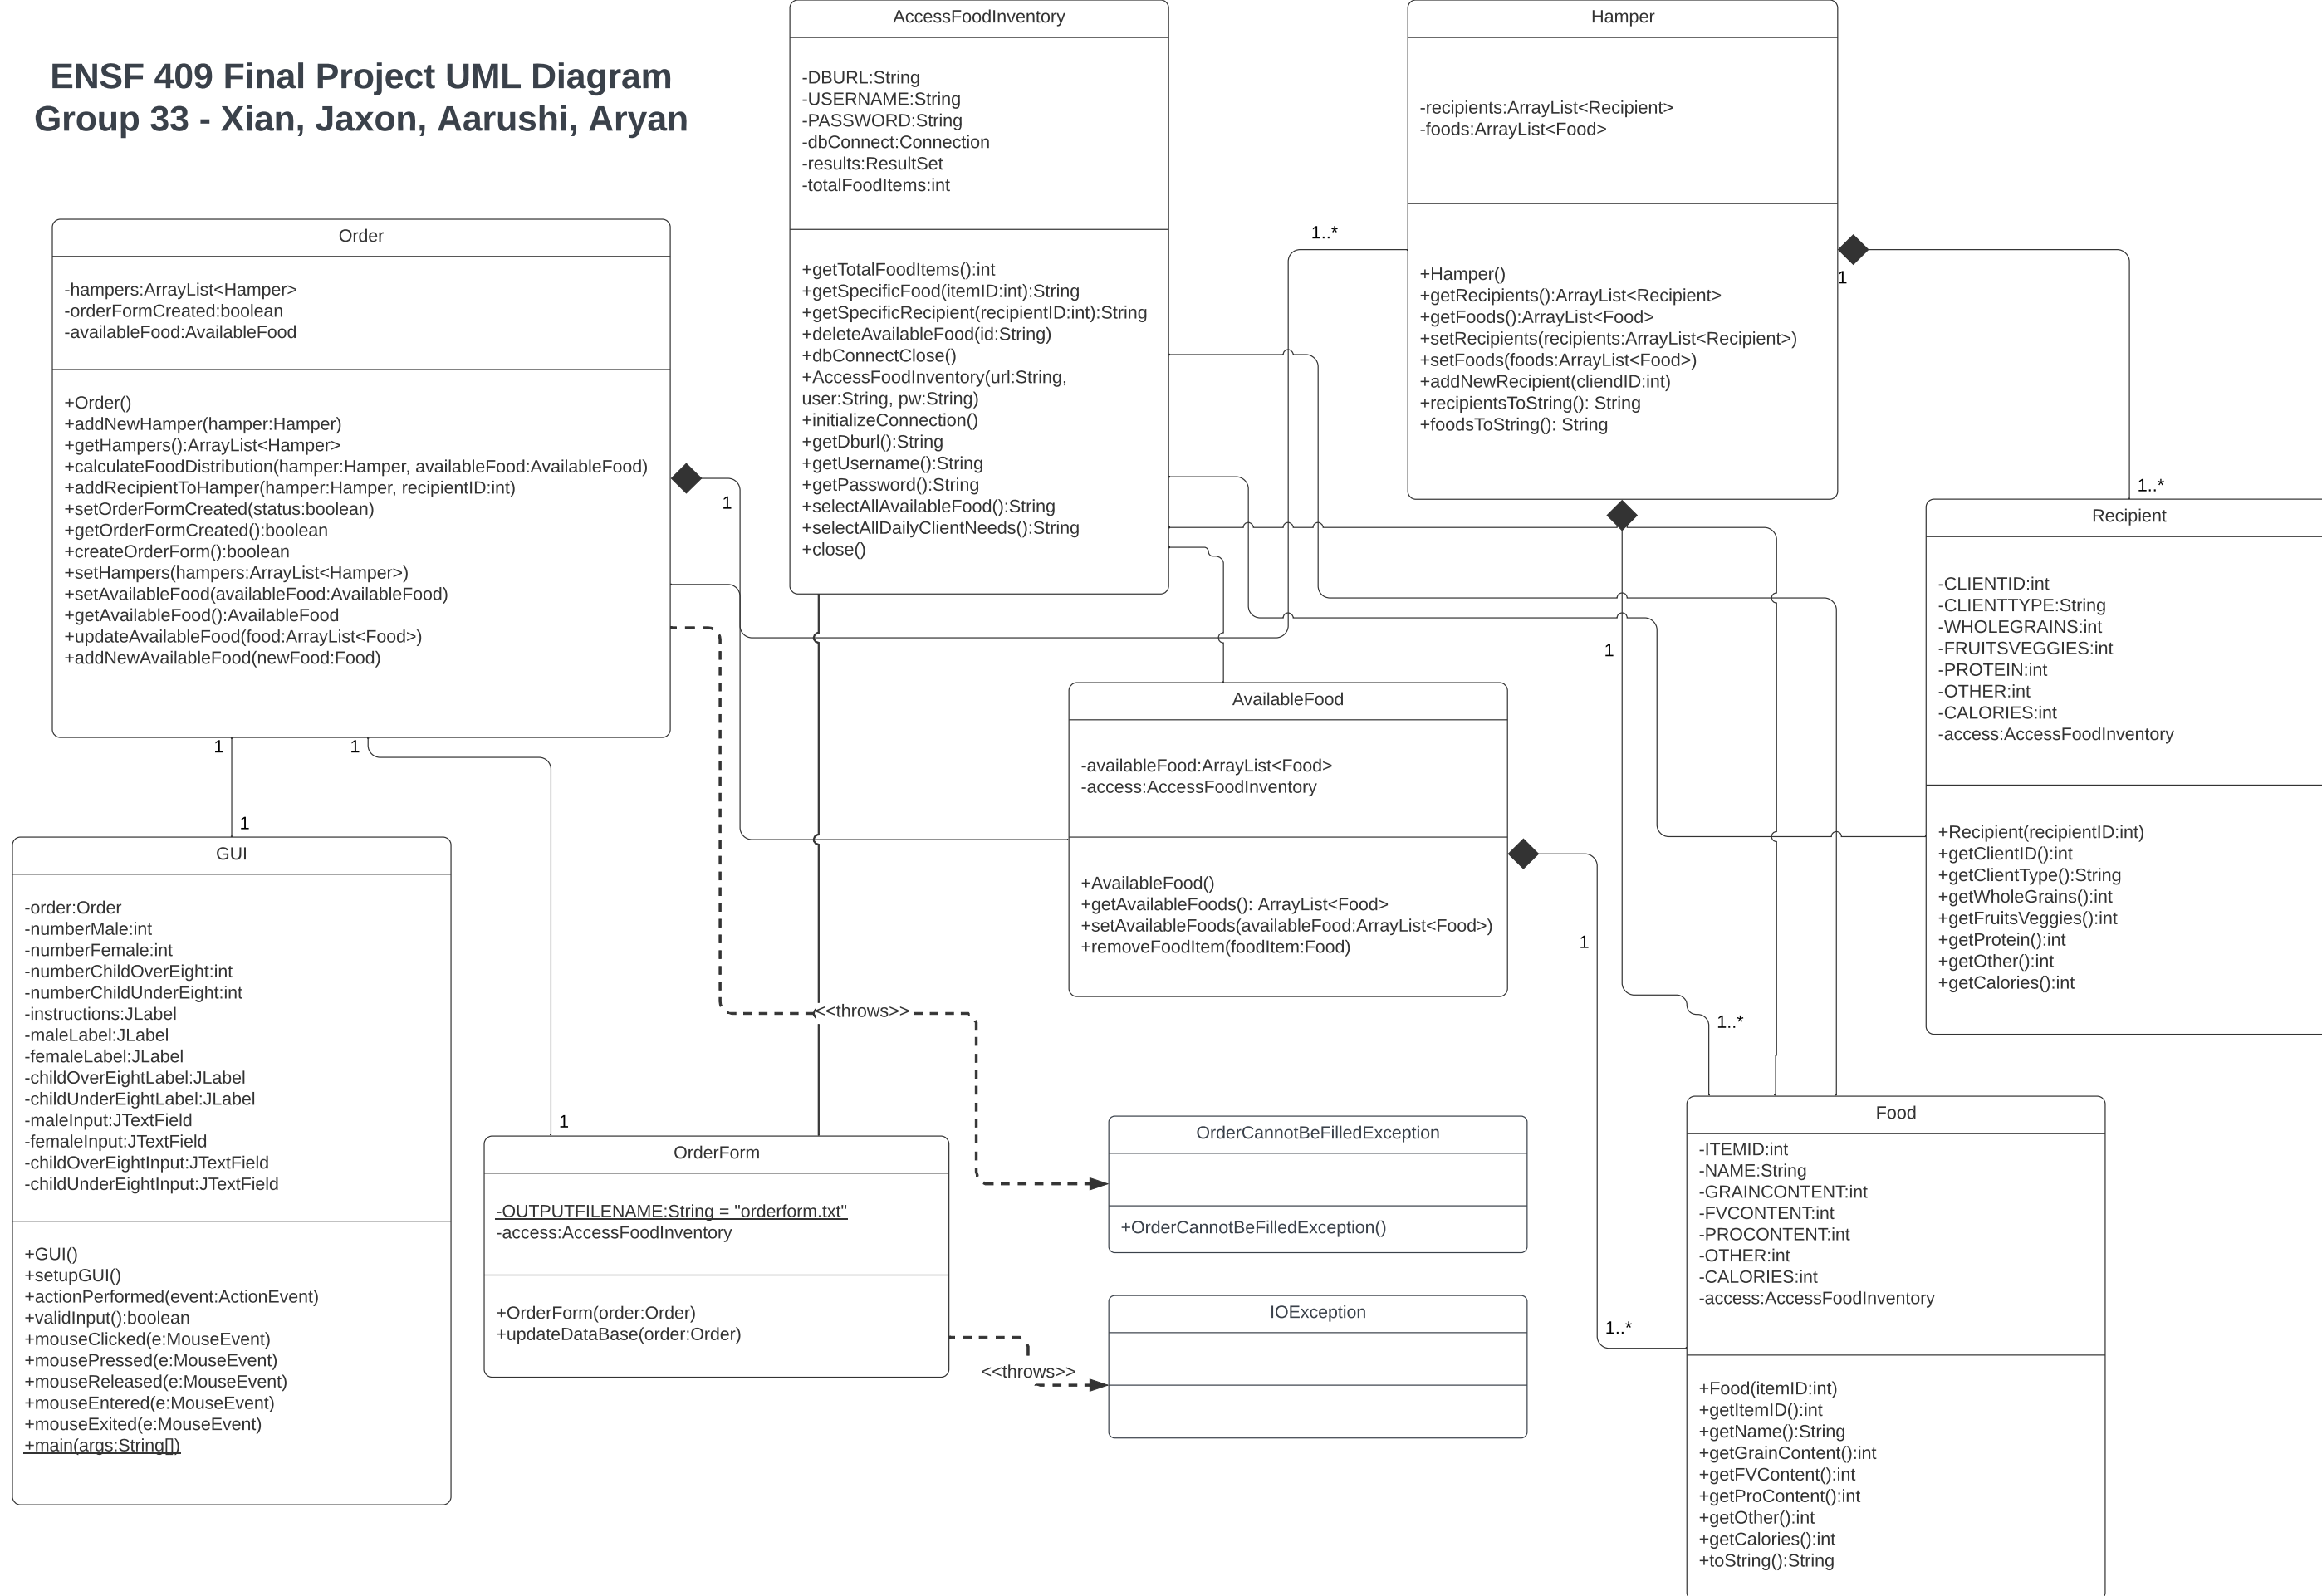 ENSF 409 Final Project UML Diagram
Group 33 - Xian, Jaxon, Aarushi, Aryan
AccessFoodInventory
-DBURL:String
-USERNAME:String
-PASSWORD:String
-dbConnect:Connection
-results:ResultSet
-totalFoodItems:int
+getTotalFoodItems():int
+getSpecificFood(itemID:int):String
+getSpecificRecipient(recipientID:int):String
+deleteAvailableFood(id:String)
+dbConnectClose()
+AccessFoodInventory(url:String,
user:String, pw:String)
+initializeConnection()
+getDburl():String
+getUsername():String
+getPassword():String
+selectAllAvailableFood():String
+selectAllDailyClientNeeds():String
+close()
Hamper
-recipients:ArrayList<Recipient>
-foods:ArrayList<Food>
+Hamper()
+getRecipients():ArrayList<Recipient>
+getFoods():ArrayList<Food>
+setRecipients(recipients:ArrayList<Recipient>)
+setFoods(foods:ArrayList<Food>)
+addNewRecipient(cliendID:int)
+recipientsToString(): String
+foodsToString(): String
1..*
1
1..*
1
1..*
Order
-hampers:ArrayList<Hamper>
-orderFormCreated:boolean
-availableFood:AvailableFood
+Order()
+addNewHamper(hamper:Hamper)
+getHampers():ArrayList<Hamper>
+calculateFoodDistribution(hamper:Hamper, availableFood:AvailableFood)
+addRecipientToHamper(hamper:Hamper, recipientID:int)
+setOrderFormCreated(status:boolean)
+getOrderFormCreated():boolean
+createOrderForm():boolean
+setHampers(hampers:ArrayList<Hamper>)
+setAvailableFood(availableFood:AvailableFood)
+getAvailableFood():AvailableFood
+updateAvailableFood(food:ArrayList<Food>)
+addNewAvailableFood(newFood:Food)
1
1
1
1
1
Recipient
-CLIENTID:int
-CLIENTTYPE:String
-WHOLEGRAINS:int
-FRUITSVEGGIES:int
-PROTEIN:int
-OTHER:int
-CALORIES:int
-access:AccessFoodInventory
+Recipient(recipientID:int)
+getClientID():int
+getClientType():String
+getWholeGrains():int
+getFruitsVeggies():int
+getProtein():int
+getOther():int
+getCalories():int
AvailableFood
-availableFood:ArrayList<Food>
-access:AccessFoodInventory
+AvailableFood()
+getAvailableFoods(): ArrayList<Food>
+setAvailableFoods(availableFood:ArrayList<Food>)
+removeFoodItem(foodItem:Food)
1
1..*
GUI
-order:Order
-numberMale:int
-numberFemale:int
-numberChildOverEight:int
-numberChildUnderEight:int
-instructions:JLabel
-maleLabel:JLabel
-femaleLabel:JLabel
-childOverEightLabel:JLabel
-childUnderEightLabel:JLabel
-maleInput:JTextField
-femaleInput:JTextField
-childOverEightInput:JTextField
-childUnderEightInput:JTextField
+GUI()
+setupGUI()
+actionPerformed(event:ActionEvent)
+validInput():boolean
+mouseClicked(e:MouseEvent)
+mousePressed(e:MouseEvent)
+mouseReleased(e:MouseEvent)
+mouseEntered(e:MouseEvent)
+mouseExited(e:MouseEvent)
+main(args:String[])
OrderForm
-OUTPUTFILENAME:String = "orderform.txt"
-access:AccessFoodInventory
+OrderForm(order:Order)
+updateDataBase(order:Order)
<<throws>>
<<throws>>
OrderCannotBeFilledException
+OrderCannotBeFilledException()
IOException
Food
-ITEMID:int
-NAME:String
-GRAINCONTENT:int
-FVCONTENT:int
-PROCONTENT:int
-OTHER:int
-CALORIES:int
-access:AccessFoodInventory
+Food(itemID:int)
+getItemID():int
+getName():String
+getGrainContent():int
+getFVContent():int
+getProContent():int
+getOther():int
+getCalories():int
+toString():String